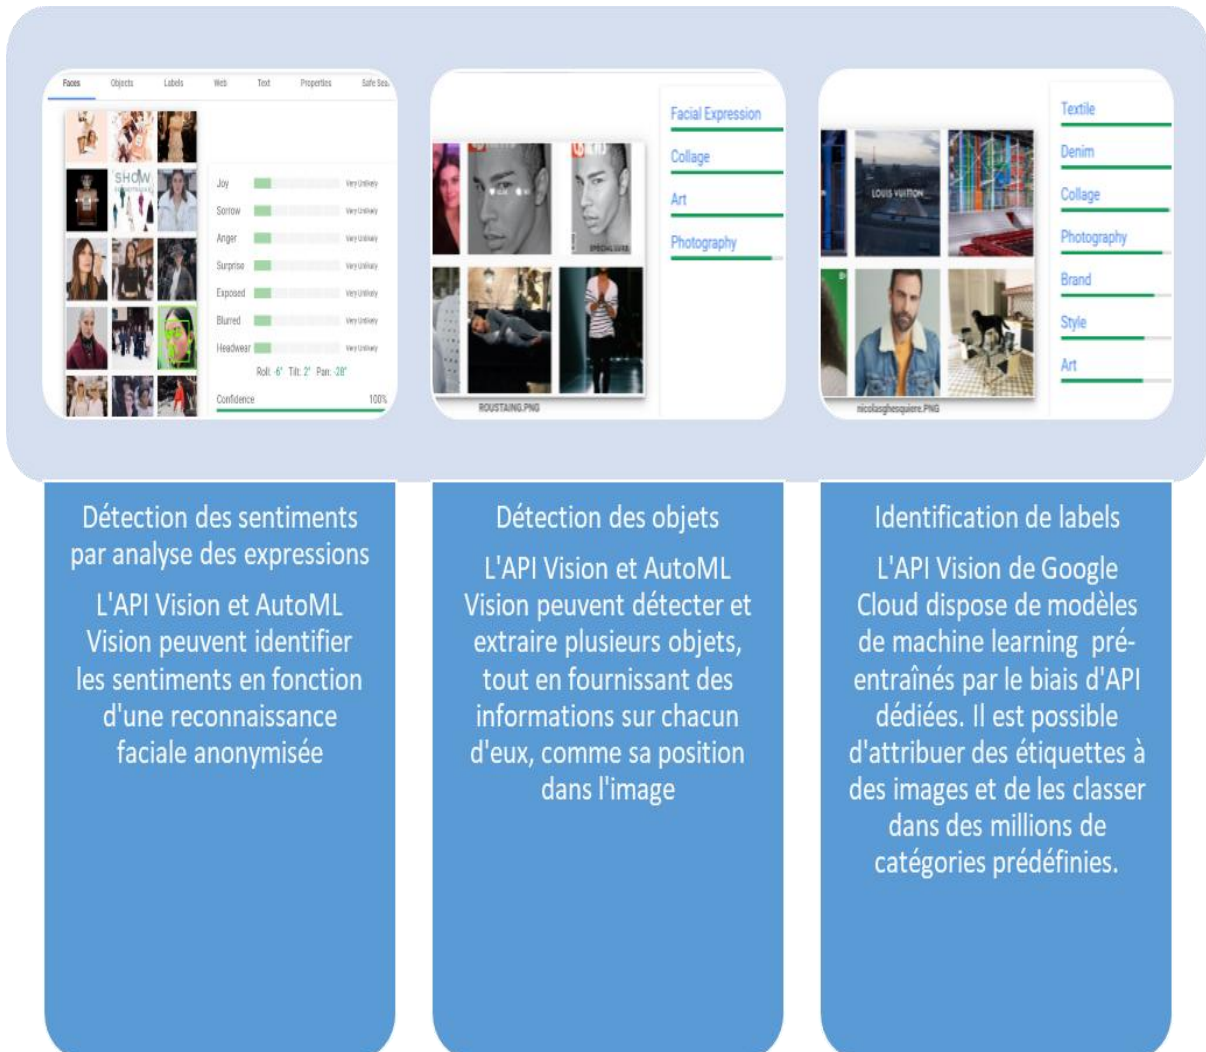 Faces Objects Labels Web Text Properties Safe Sea
SHOW
Joy Very Unlikely
Sorrow Very Unlikely
Anger Very Unlikely
Surprise Very Unlikely
Exposed Very Unlikely
Blurred Very Unlikely
Headwear Very Unlikely
Roll: -6° Tilt: 2° Pan: -28°
Confidence 100%
Facial Expression
Collage
Art
Photography
ROUSTAING.PNG
LOUIS VUITTON
Textile
Denim
Collage
Photography
Brand
Style
Art
nicolasghesquiere.PNG
Détection des sentiments
par analyse des expressions
L'API Vision et AutoML
Vision peuvent identifier
les sentiments en fonction
d'une reconnaissance
faciale anonymisée
Détection des objets
L'API Vision et AutoML
Vision peuvent détecter et
extraire plusieurs objets,
tout en fournissant des
informations sur chacun
d'eux, comme sa position
dans l'image
Identification de labels
L'API Vision de Google
Cloud dispose de modèles
de machine learning pré-
entraînés par le biais d'API
dédiées. Il est possible
d'attribuer des étiquettes à
des images et de les classer
dans des millions de
catégories prédéfinies.